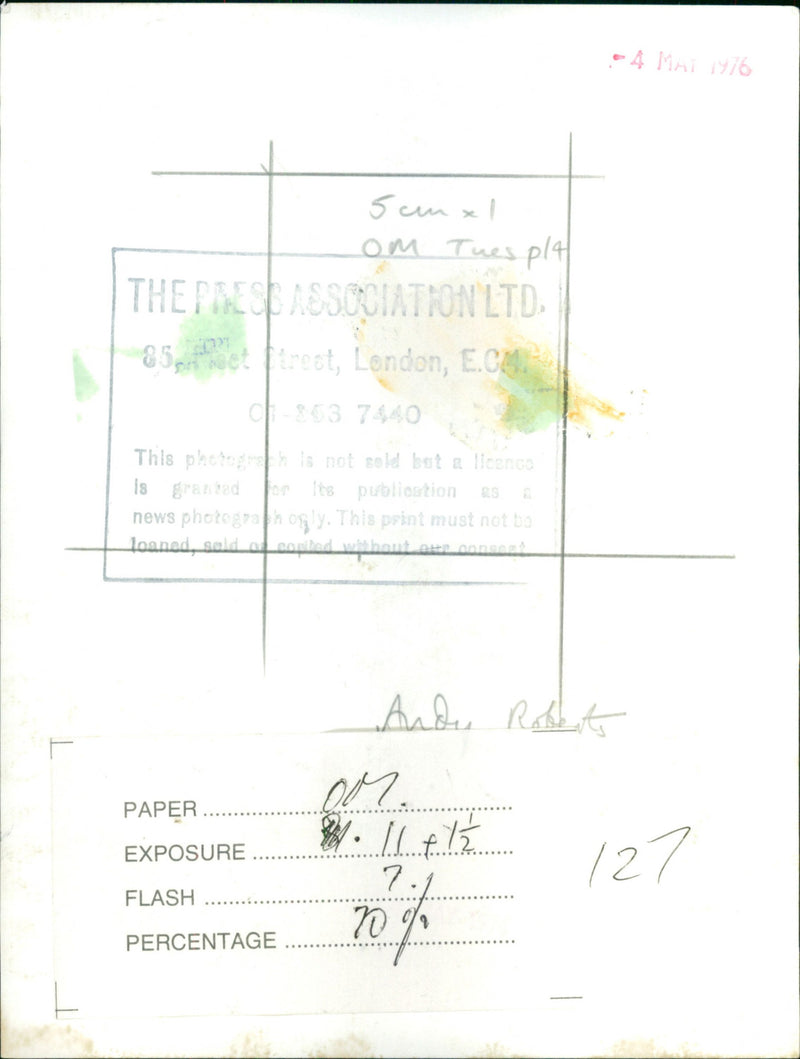 -4 MAY 1976
5 cm x 1
OM Tues p/4
THE PRESS ASSOCIATION LTD.
85, Fleet Street, London, E.C.4.
7440
This photograph is not sold but a licence
is granted for its publication as a
news photograph only. This print must not be
loaned, sold or copied without our consent
Andy Roberts
PAPER OM.
EXPOSURE 11 + 1½
FLASH 7.
PERCENTAGE 70 %
127